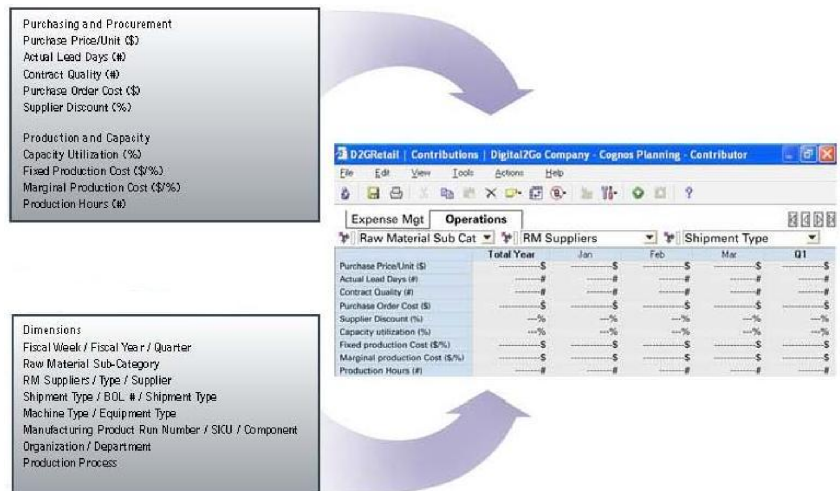 Purchasing and Procurement
Purchase Price/Unit ($)
Actual Lead Days (#)
Contract Quality (#)
Purchase Order Cost ($)
Supplier Discount (%)
Production and Capacity
Capacity Utilization (%)
Fixed Production Cost ($/%)
Marginal Production Cost ($/%)
Production Hours (#)
Dimensions
Fiscal Week / Fiscal Year / Quarter
Raw Material Sub-Category
RM Suppliers / Type / Supplier
Shipment Type / BOL # / Shipment Type
Machine Type / Equipment Type
Manufacturing Product Run Number / SKU / Component
Organization / Department
Production Process
D2GRetail | Contributions | Digital2Go Company - Cognos Planning - Contributor
File Edit View Tools Actions Help
Expense Mgt Operations
Raw Material Sub Cat RM Suppliers Shipment Type
Total Year Jan Feb Mar Q1
Purchase Price/Unit ($) ----------$ ----------$ ----------$ ----------$ ----------$
Actual Lead Days (#) ----------# ----------# ----------# ----------# ----------#
Contract Quality (#) ----------# ----------# ----------# ----------# ----------#
Purchase Order Cost ($) ----------$ ----------$ ----------$ ----------$ ----------$
Supplier Discount (%) ---% ---% ---% ---% ---%
Capacity utilization (%) ---% ---% ---% ---% ---%
Fixed production Cost ($/%) ----------$ ----------$ ----------$ ----------$ ----------$
Marginal production Cost ($/%) ----------$ ----------$ ----------$ ----------$ ----------$
Production Hours (#) ----------# ----------# ----------# ----------# ----------#